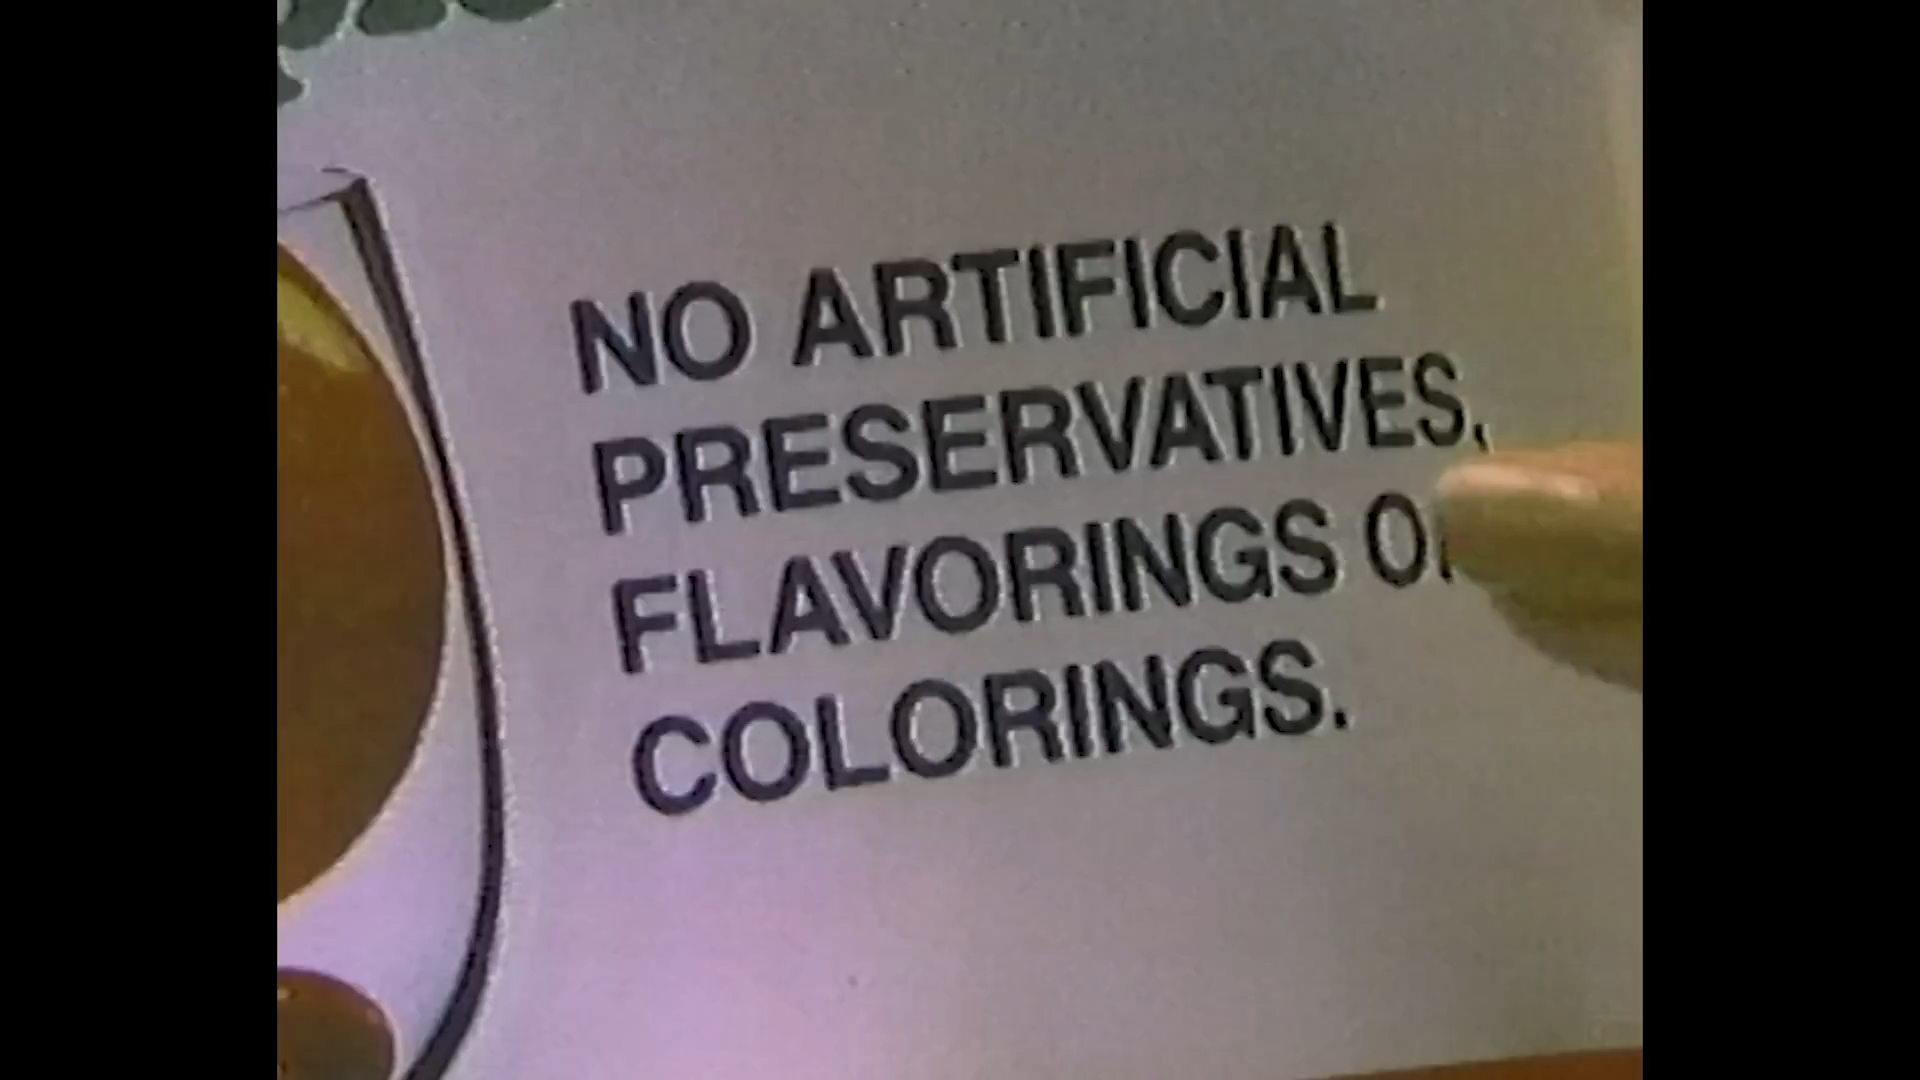 NO ARTIFICIAL
PRESERVATIVES,
FLAVORINGS
COLORINGS.